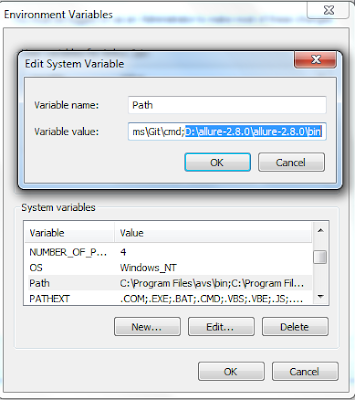 Environment Variables
Edit System Variable
Variable name: Path
Variable value: ms\Git\cmd;D:\allure-2.8.0\allure-2.8.0\bin
OK Cancel
System variables
Variable Value
NUMBER_OF_P... 4
OS Windows_NT
Path C:\Program Files\avs\bin;C:\Program Fil...
PATHEXT .COM;.EXE;.BAT;.CMD;.VBS;.VBE;.JS;....
New... Edit... Delete
OK Cancel